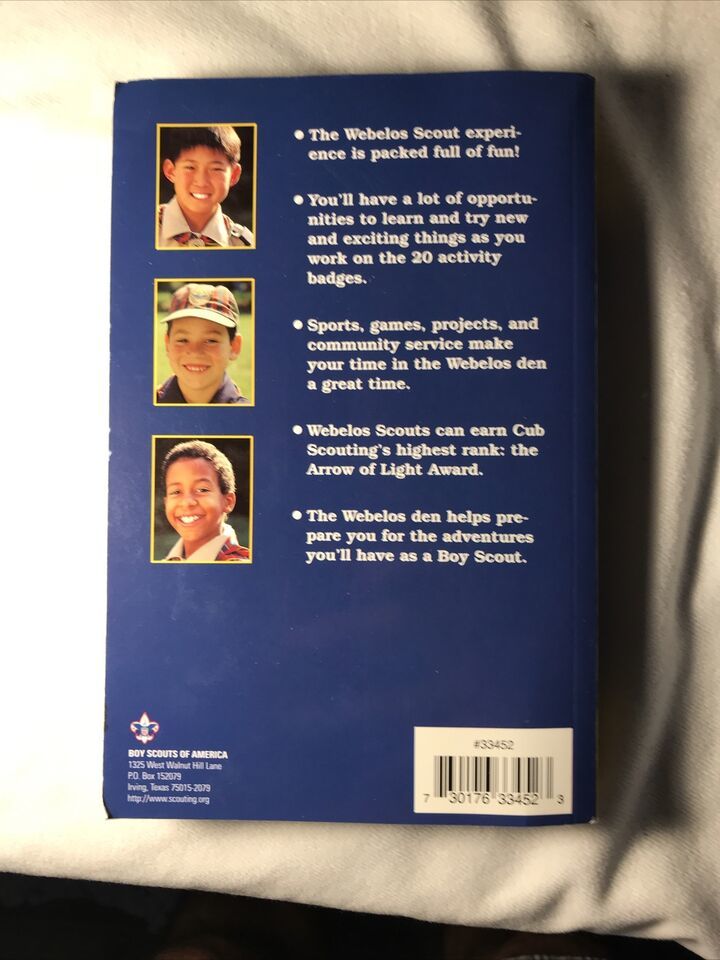 • The Webelos Scout experi-
ence is packed full of fun!
• You'll have a lot of opportu-
nities to learn and try new
and exciting things as you
work on the 20 activity
badges.
• Sports, games, projects, and
community service make
your time in the Webelos den
a great time.
• Webelos Scouts can earn Cub
Scouting's highest rank: the
Arrow of Light Award.
• The Webelos den helps pre-
pare you for the adventures
you'll have as a Boy Scout.
BOY SCOUTS OF AMERICA
1325 West Walnut Hill Lane
P.O. Box 152079
Irving, Texas 75015-2079
http://www.scouting.org
#33452
7 30176 33452 3